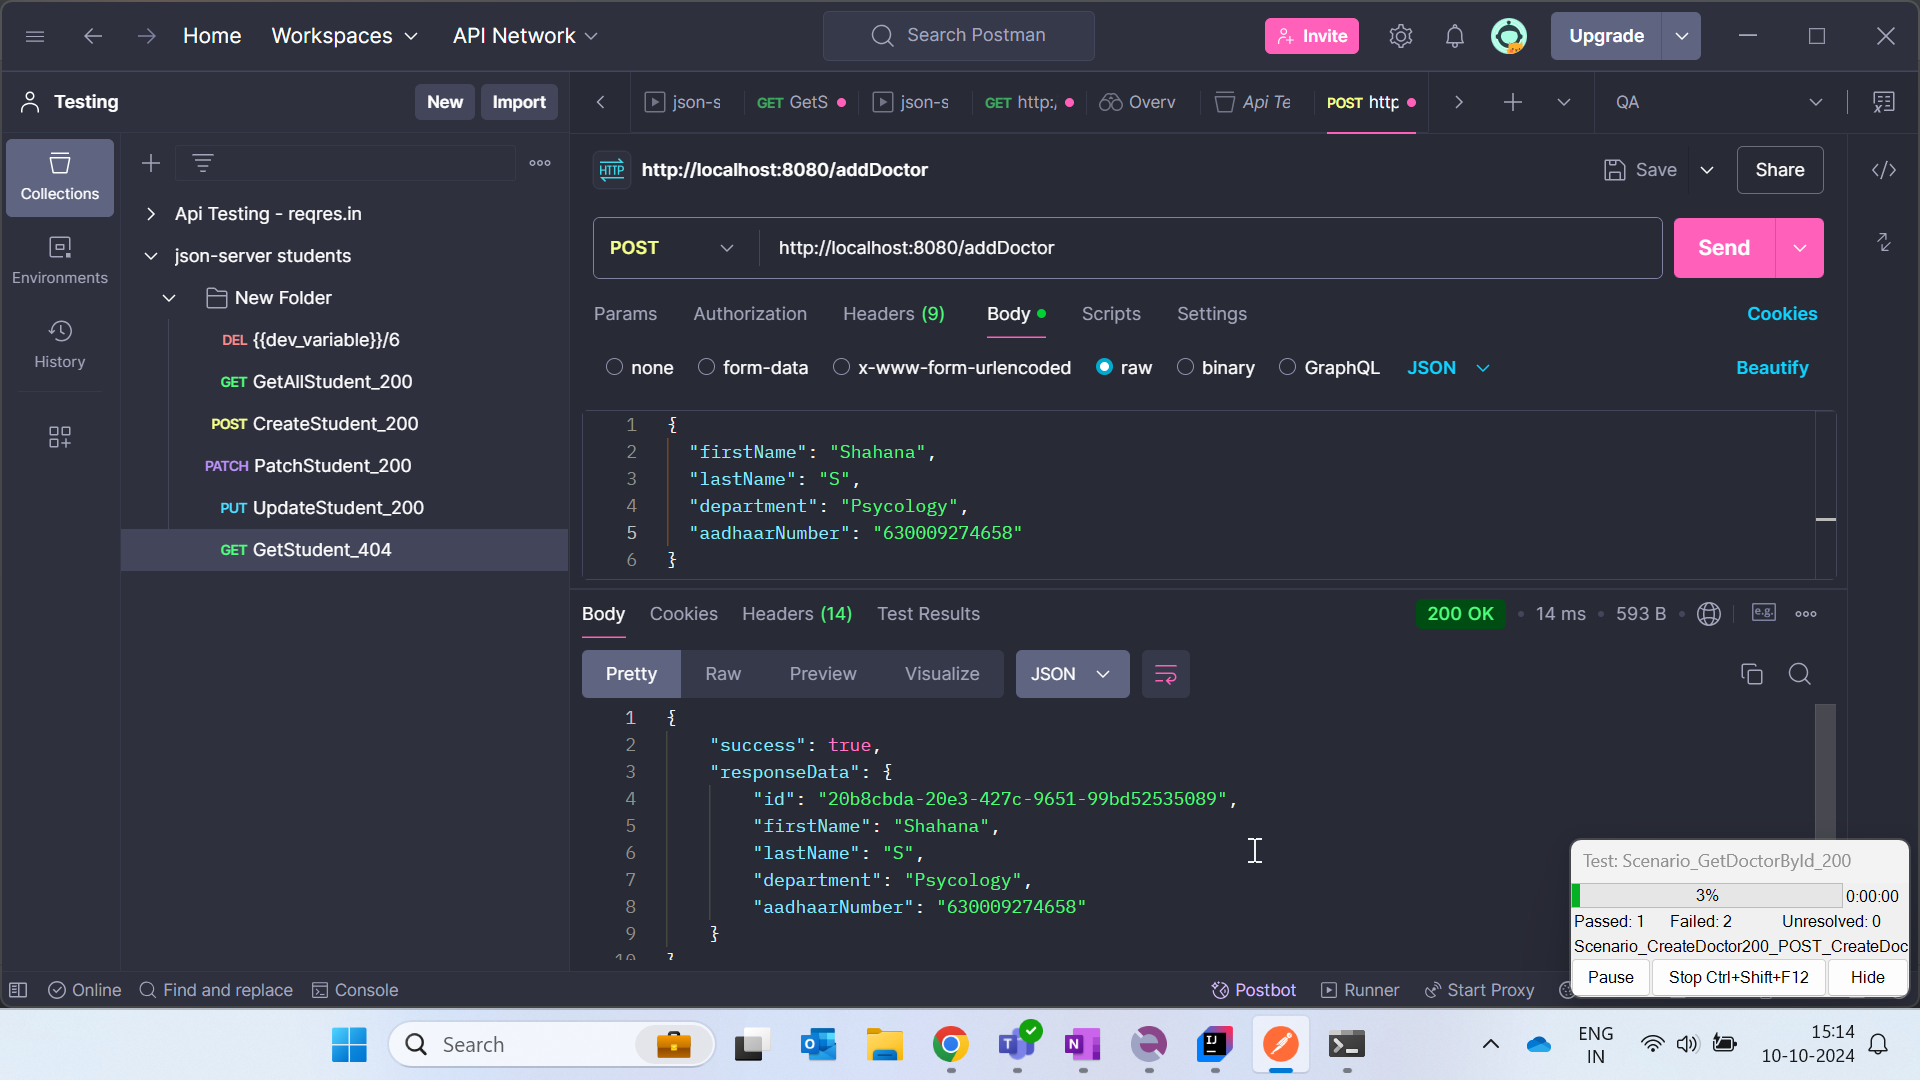 Home
Workspaces
API Network
Search Postman
Invite
Upgrade
Testing
New
Import
json-s
GET GetS
json-s
GET http:/
Overv
Api Te
POST http
QA
Collections
Environments
History
Api Testing - reqres.in
json-server students
New Folder
DEL {{dev_variable}}/6
GET GetAllStudent_200
POST CreateStudent_200
PATCH PatchStudent_200
PUT UpdateStudent_200
GET GetStudent_404
HTTP http://localhost:8080/addDoctor
Save
Share
POST
http://localhost:8080/addDoctor
Send
Params
Authorization
Headers (9)
Body
Scripts
Settings
Cookies
none
form-data
x-www-form-urlencoded
raw
binary
GraphQL
JSON
Beautify
1 {
2 "firstName": "Shahana",
3 "lastName": "S",
4 "department": "Psycology",
5 "aadhaarNumber": "630009274658"
6 }
Body
Cookies
Headers (14)
Test Results
200 OK
14 ms
593 B
e.g.
Pretty
Raw
Preview
Visualize
JSON
1 {
2 "success": true,
3 "responseData": {
4 "id": "20b8cbda-20e3-427c-9651-99bd52535089",
5 "firstName": "Shahana",
6 "lastName": "S",
7 "department": "Psycology",
8 "aadhaarNumber": "630009274658"
9 }
10 }
Test: Scenario_GetDoctorById_200
3%
0:00:00
Passed: 1
Failed: 2
Unresolved: 0
Scenario_CreateDoctor200_POST_CreateDoc
Pause
Stop Ctrl+Shift+F12
Hide
Online
Find and replace
Console
Postbot
Runner
Start Proxy
Search
ENG
IN
15:14
10-10-2024